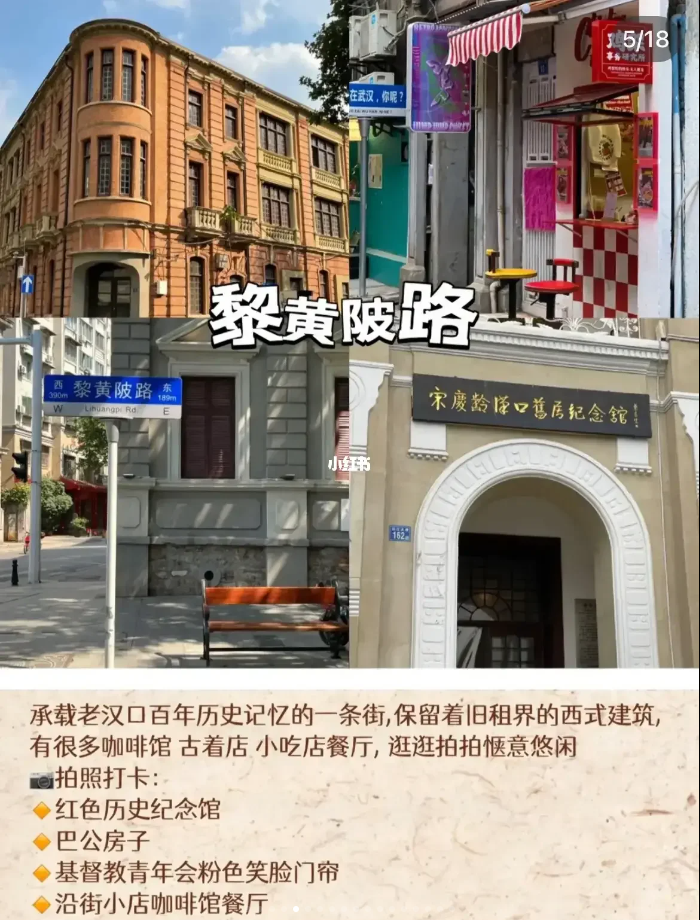 5/18
在武汉，你呢？
黎黄陂路
西 黎黄陂路 东
390m 189m
W Lihuangpi Rd. E
小红书
宋慶龄漢口舊居纪念館
162
承载老汉口百年历史记忆的一条街,保留着旧租界的西式建筑,
有很多咖啡馆 古着店 小吃店餐厅, 逛逛拍拍惬意悠闲
📷拍照打卡:
🔸红色历史纪念馆
🔸巴公房子
🔸基督教青年会粉色笑脸门帘
🔸沿街小店咖啡馆餐厅